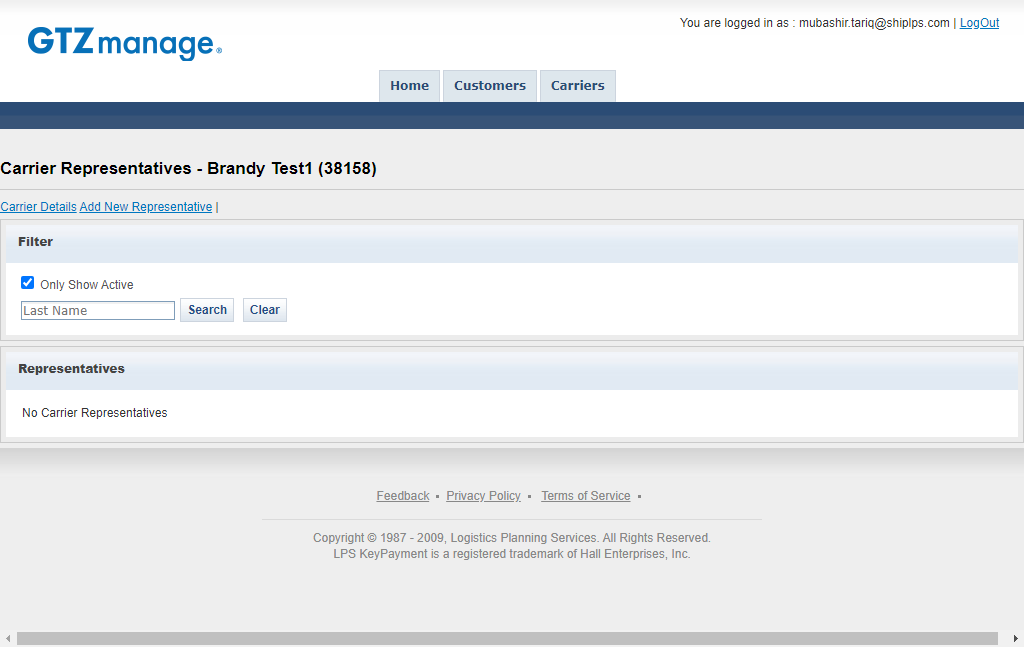 You are logged in as : mubashir.tariq@shiplps.com | LogOut
GTZmanage®
Home Customers Carriers
Carrier Representatives - Brandy Test1 (38158)
Carrier Details Add New Representative |
Filter
Only Show Active
Last Name Search Clear
Representatives
No Carrier Representatives
Feedback ▪ Privacy Policy ▪ Terms of Service ▪
Copyright © 1987 - 2009, Logistics Planning Services. All Rights Reserved.
LPS KeyPayment is a registered trademark of Hall Enterprises, Inc.